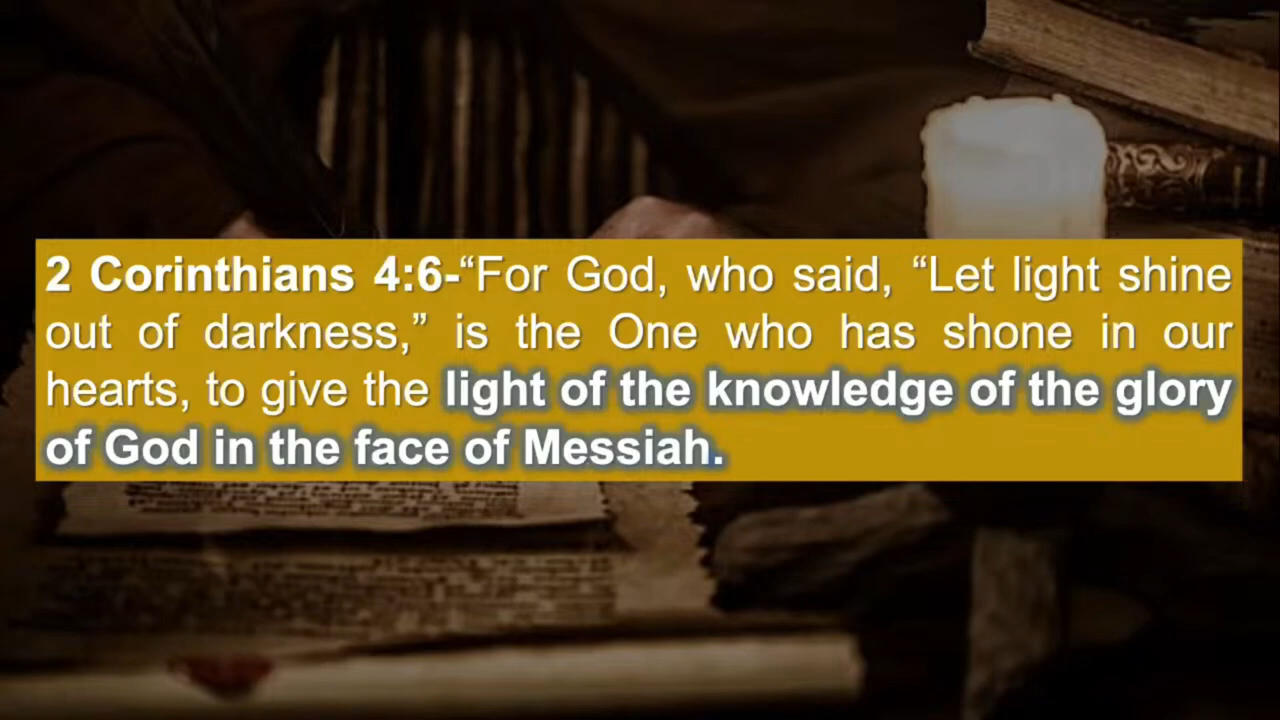 2 Corinthians 4:6-“For God, who said, “Let light shine
out of darkness,” is the One who has shone in our
hearts, to give the light of the knowledge of the glory
of God in the face of Messiah.